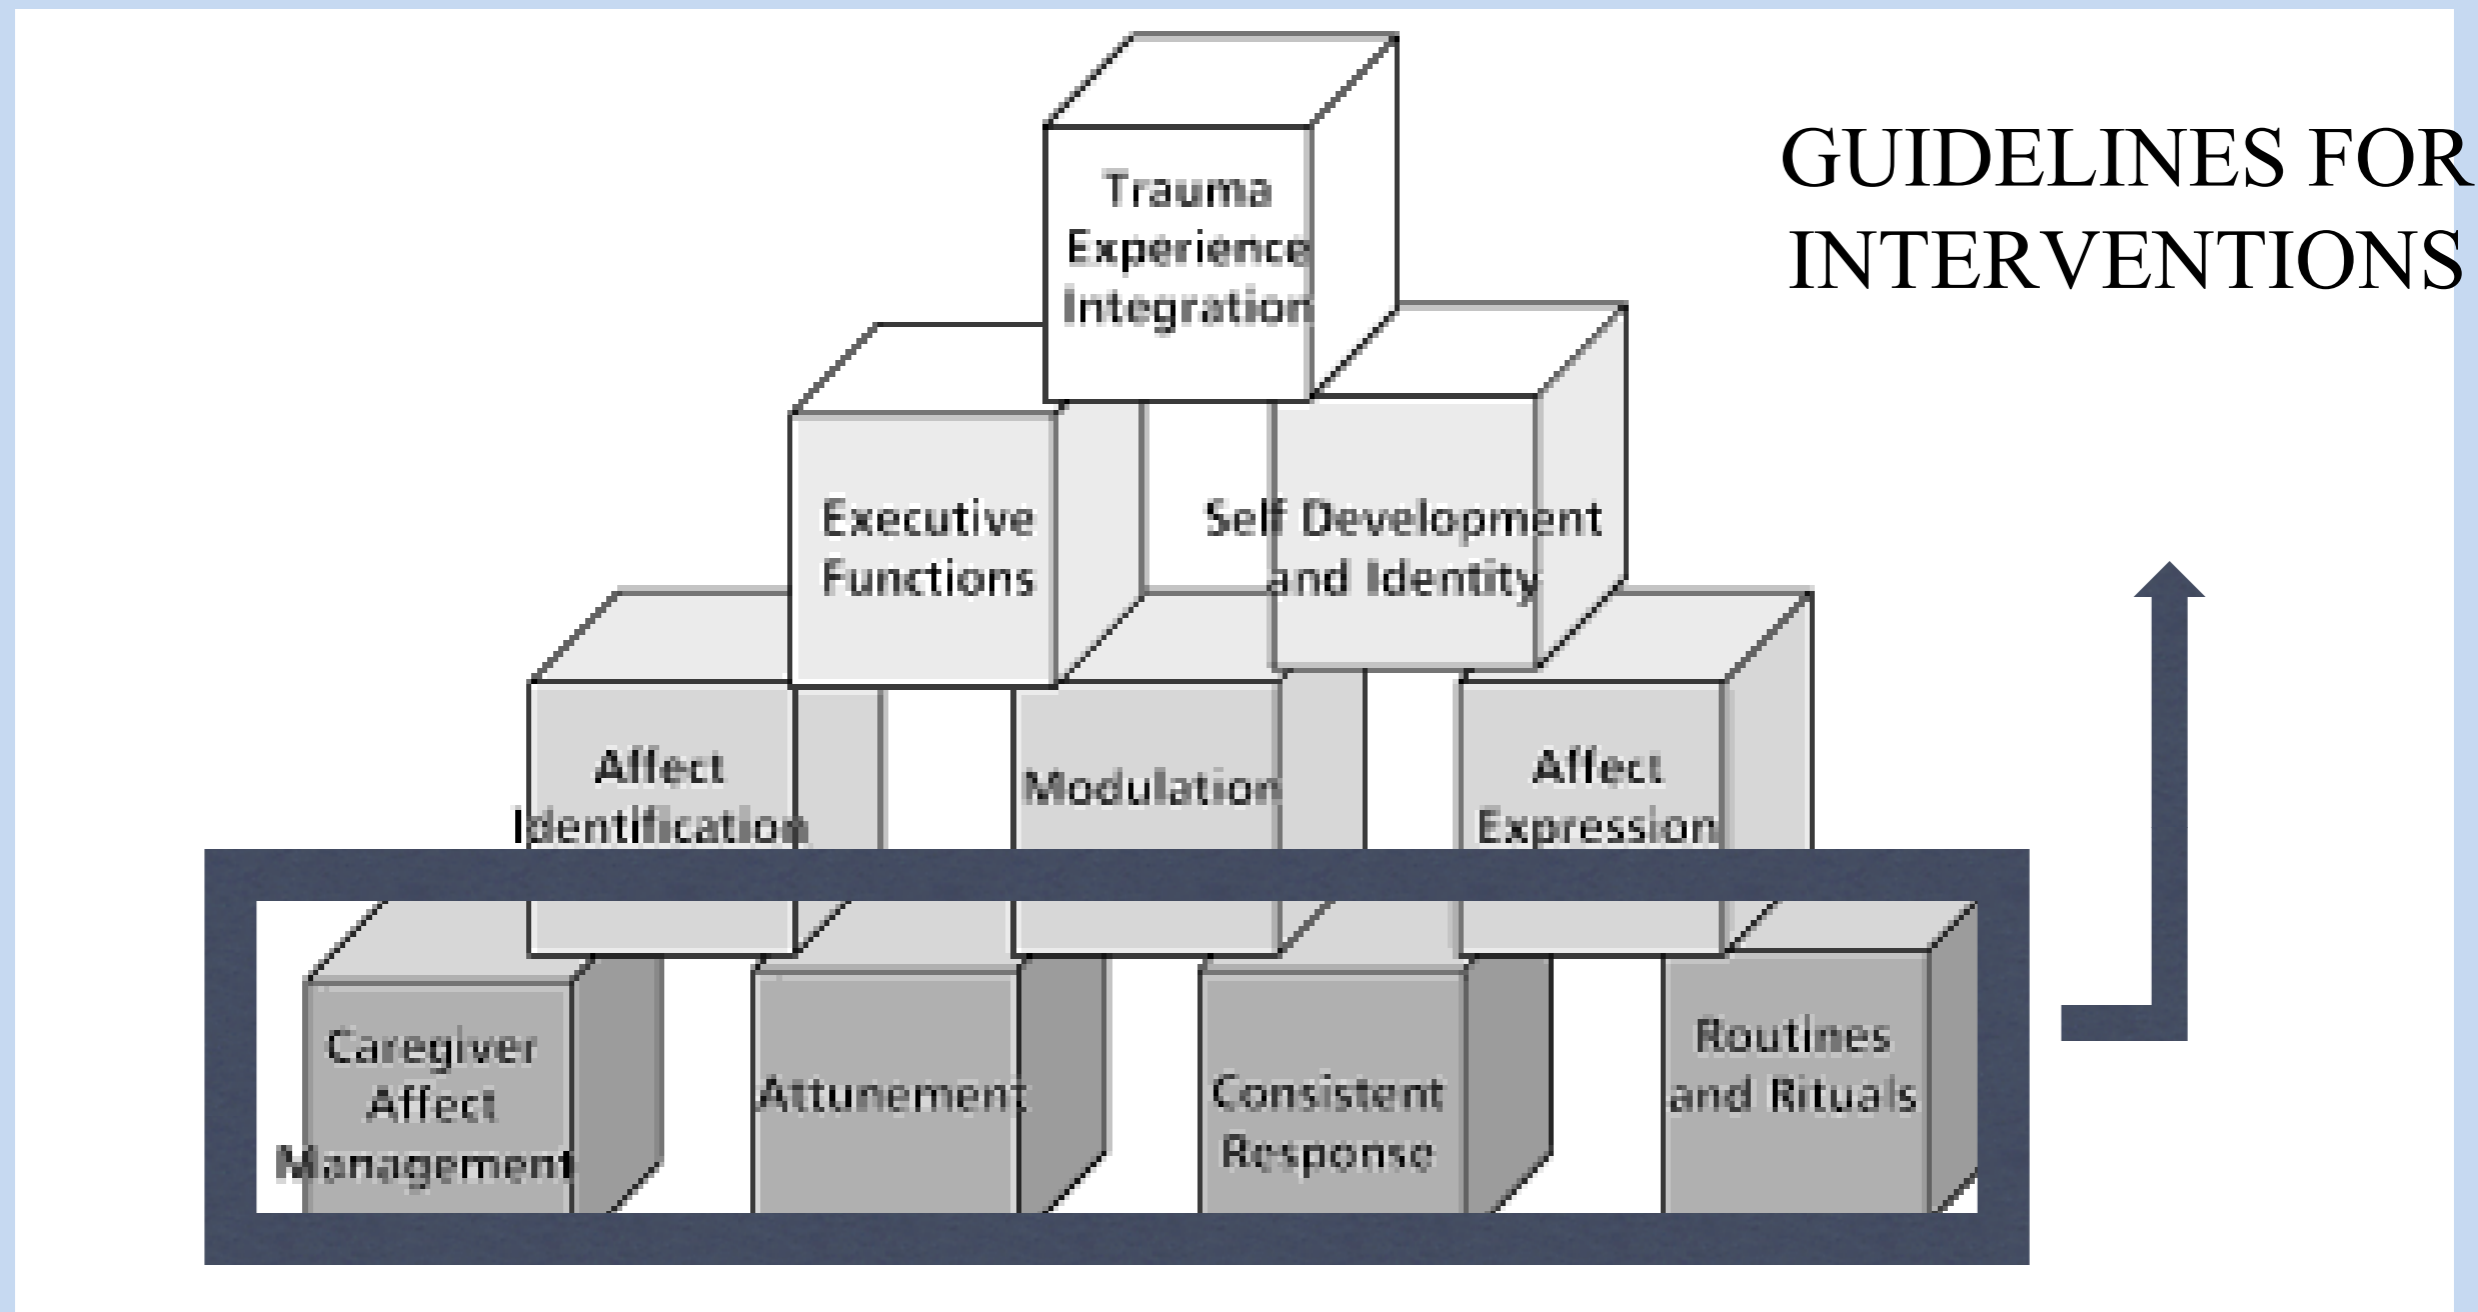 GUIDELINES FOR
INTERVENTIONS
Trauma
Experience
Integration
Executive
Functions
Self Development
and Identity
Affect
Identification
Modulation
Affect
Expression
Caregiver
Affect
Management
Attunement
Consistent
Response
Routines
and Rituals